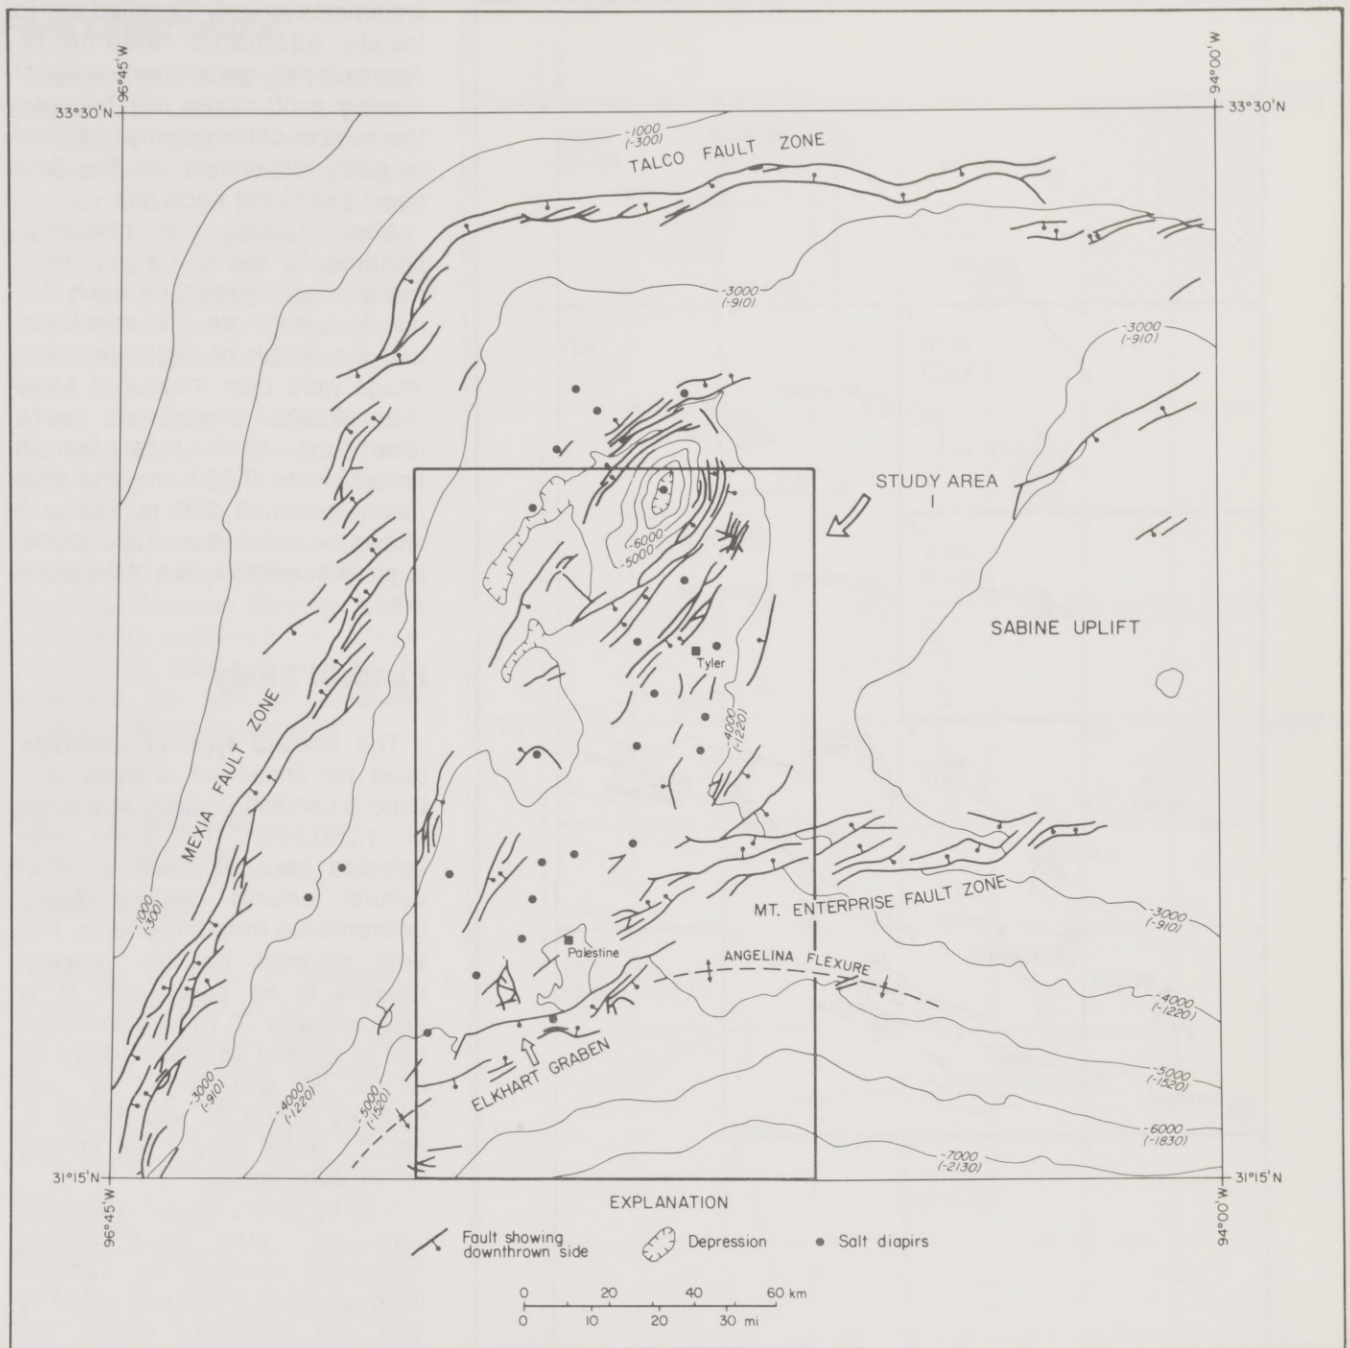 96°45'W
94°00'W
33°30'N
33°30'N
-1000
(-300)
TALCO FAULT ZONE
-3000
(-910)
-3000
(-910)
STUDY AREA
-6000
-5000
SABINE UPLIFT
Tyler
MEXIA FAULT ZONE
-4000
(-1220)
-1000
(-300)
MT. ENTERPRISE FAULT ZONE
-3000
(-910)
Palestine
ANGELINA FLEXURE
-4000
(-1220)
ELKHART GRABEN
-3000
(-910)
-4000
(-1220)
-5000
(-1520)
-5000
(-1520)
-6000
(-1830)
-7000
(-2130)
31°15'N
31°15'N
96°45'W
94°00'W
EXPLANATION
Fault showing
downthrown side
Depression
Salt diapirs
0 20 40 60 km
0 10 20 30 mi